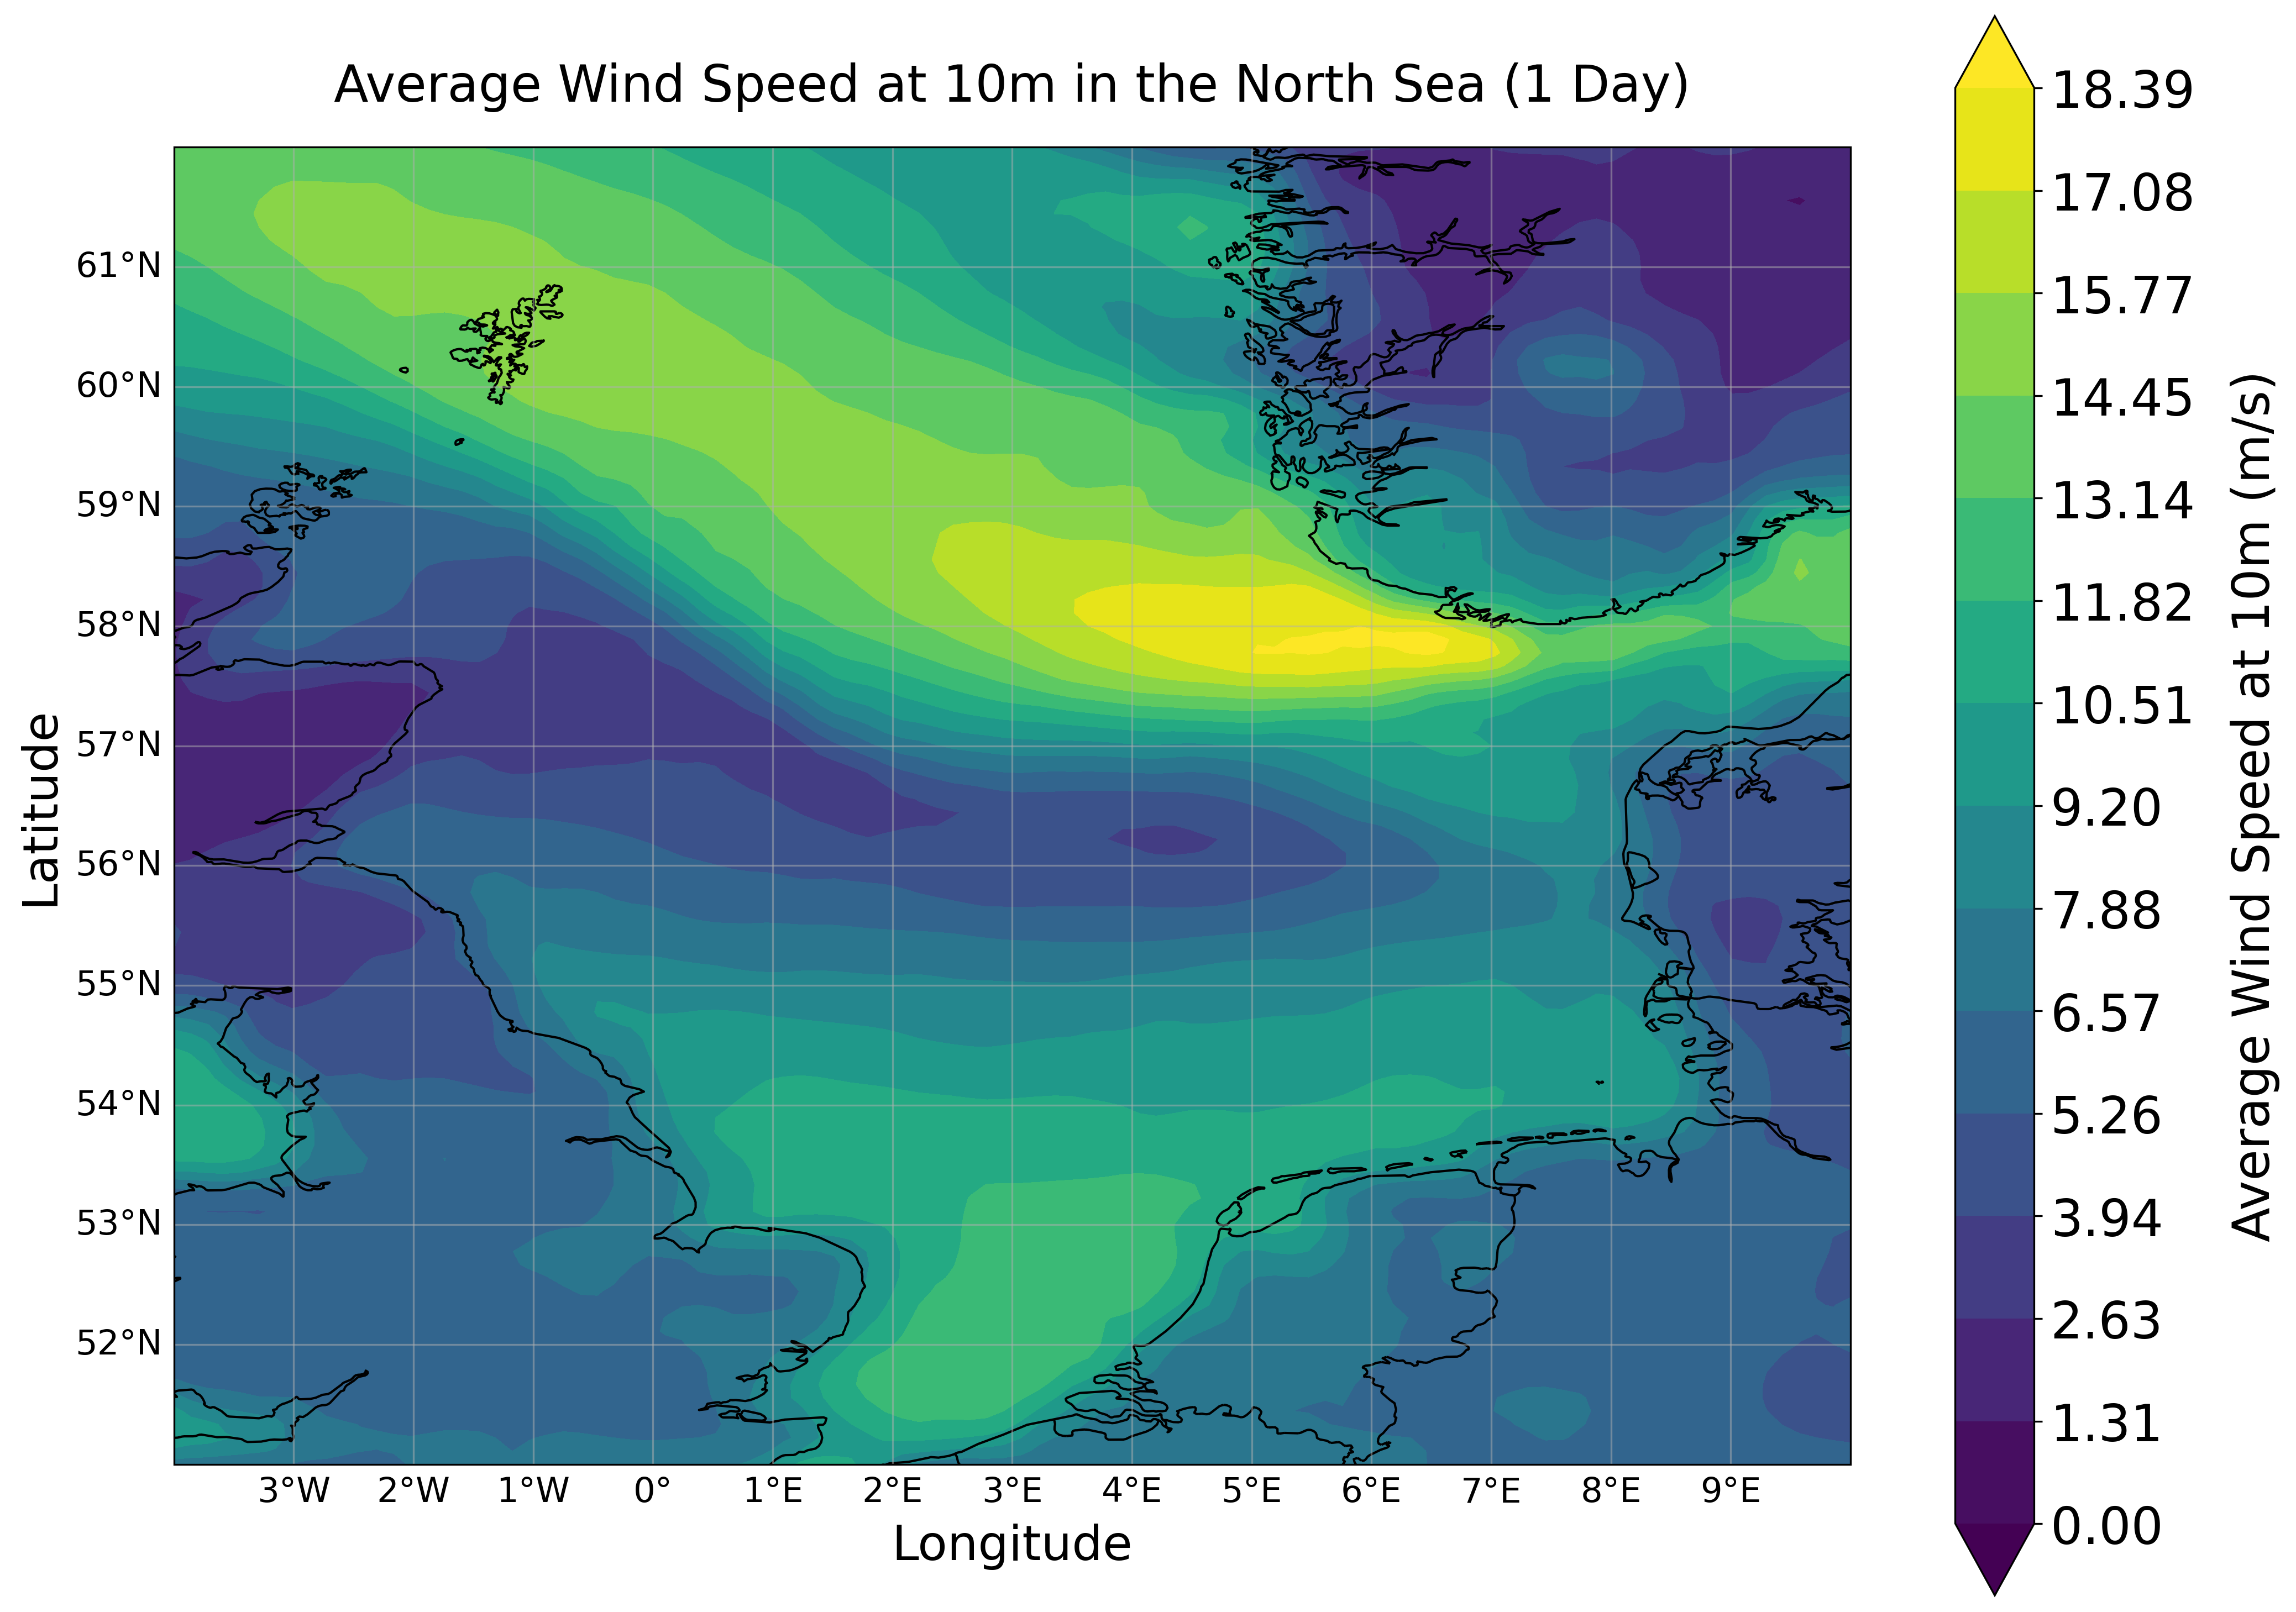 Average Wind Speed at 10m in the North Sea (1 Day)
61°N
60°N
59°N
58°N
57°N
56°N
55°N
54°N
53°N
52°N
Latitude
3°W
2°W
1°W
0°
1°E
2°E
3°E
4°E
5°E
6°E
7°E
8°E
9°E
Longitude
18.39
17.08
15.77
14.45
13.14
11.82
10.51
9.20
7.88
6.57
5.26
3.94
2.63
1.31
0.00
Average Wind Speed at 10m (m/s)